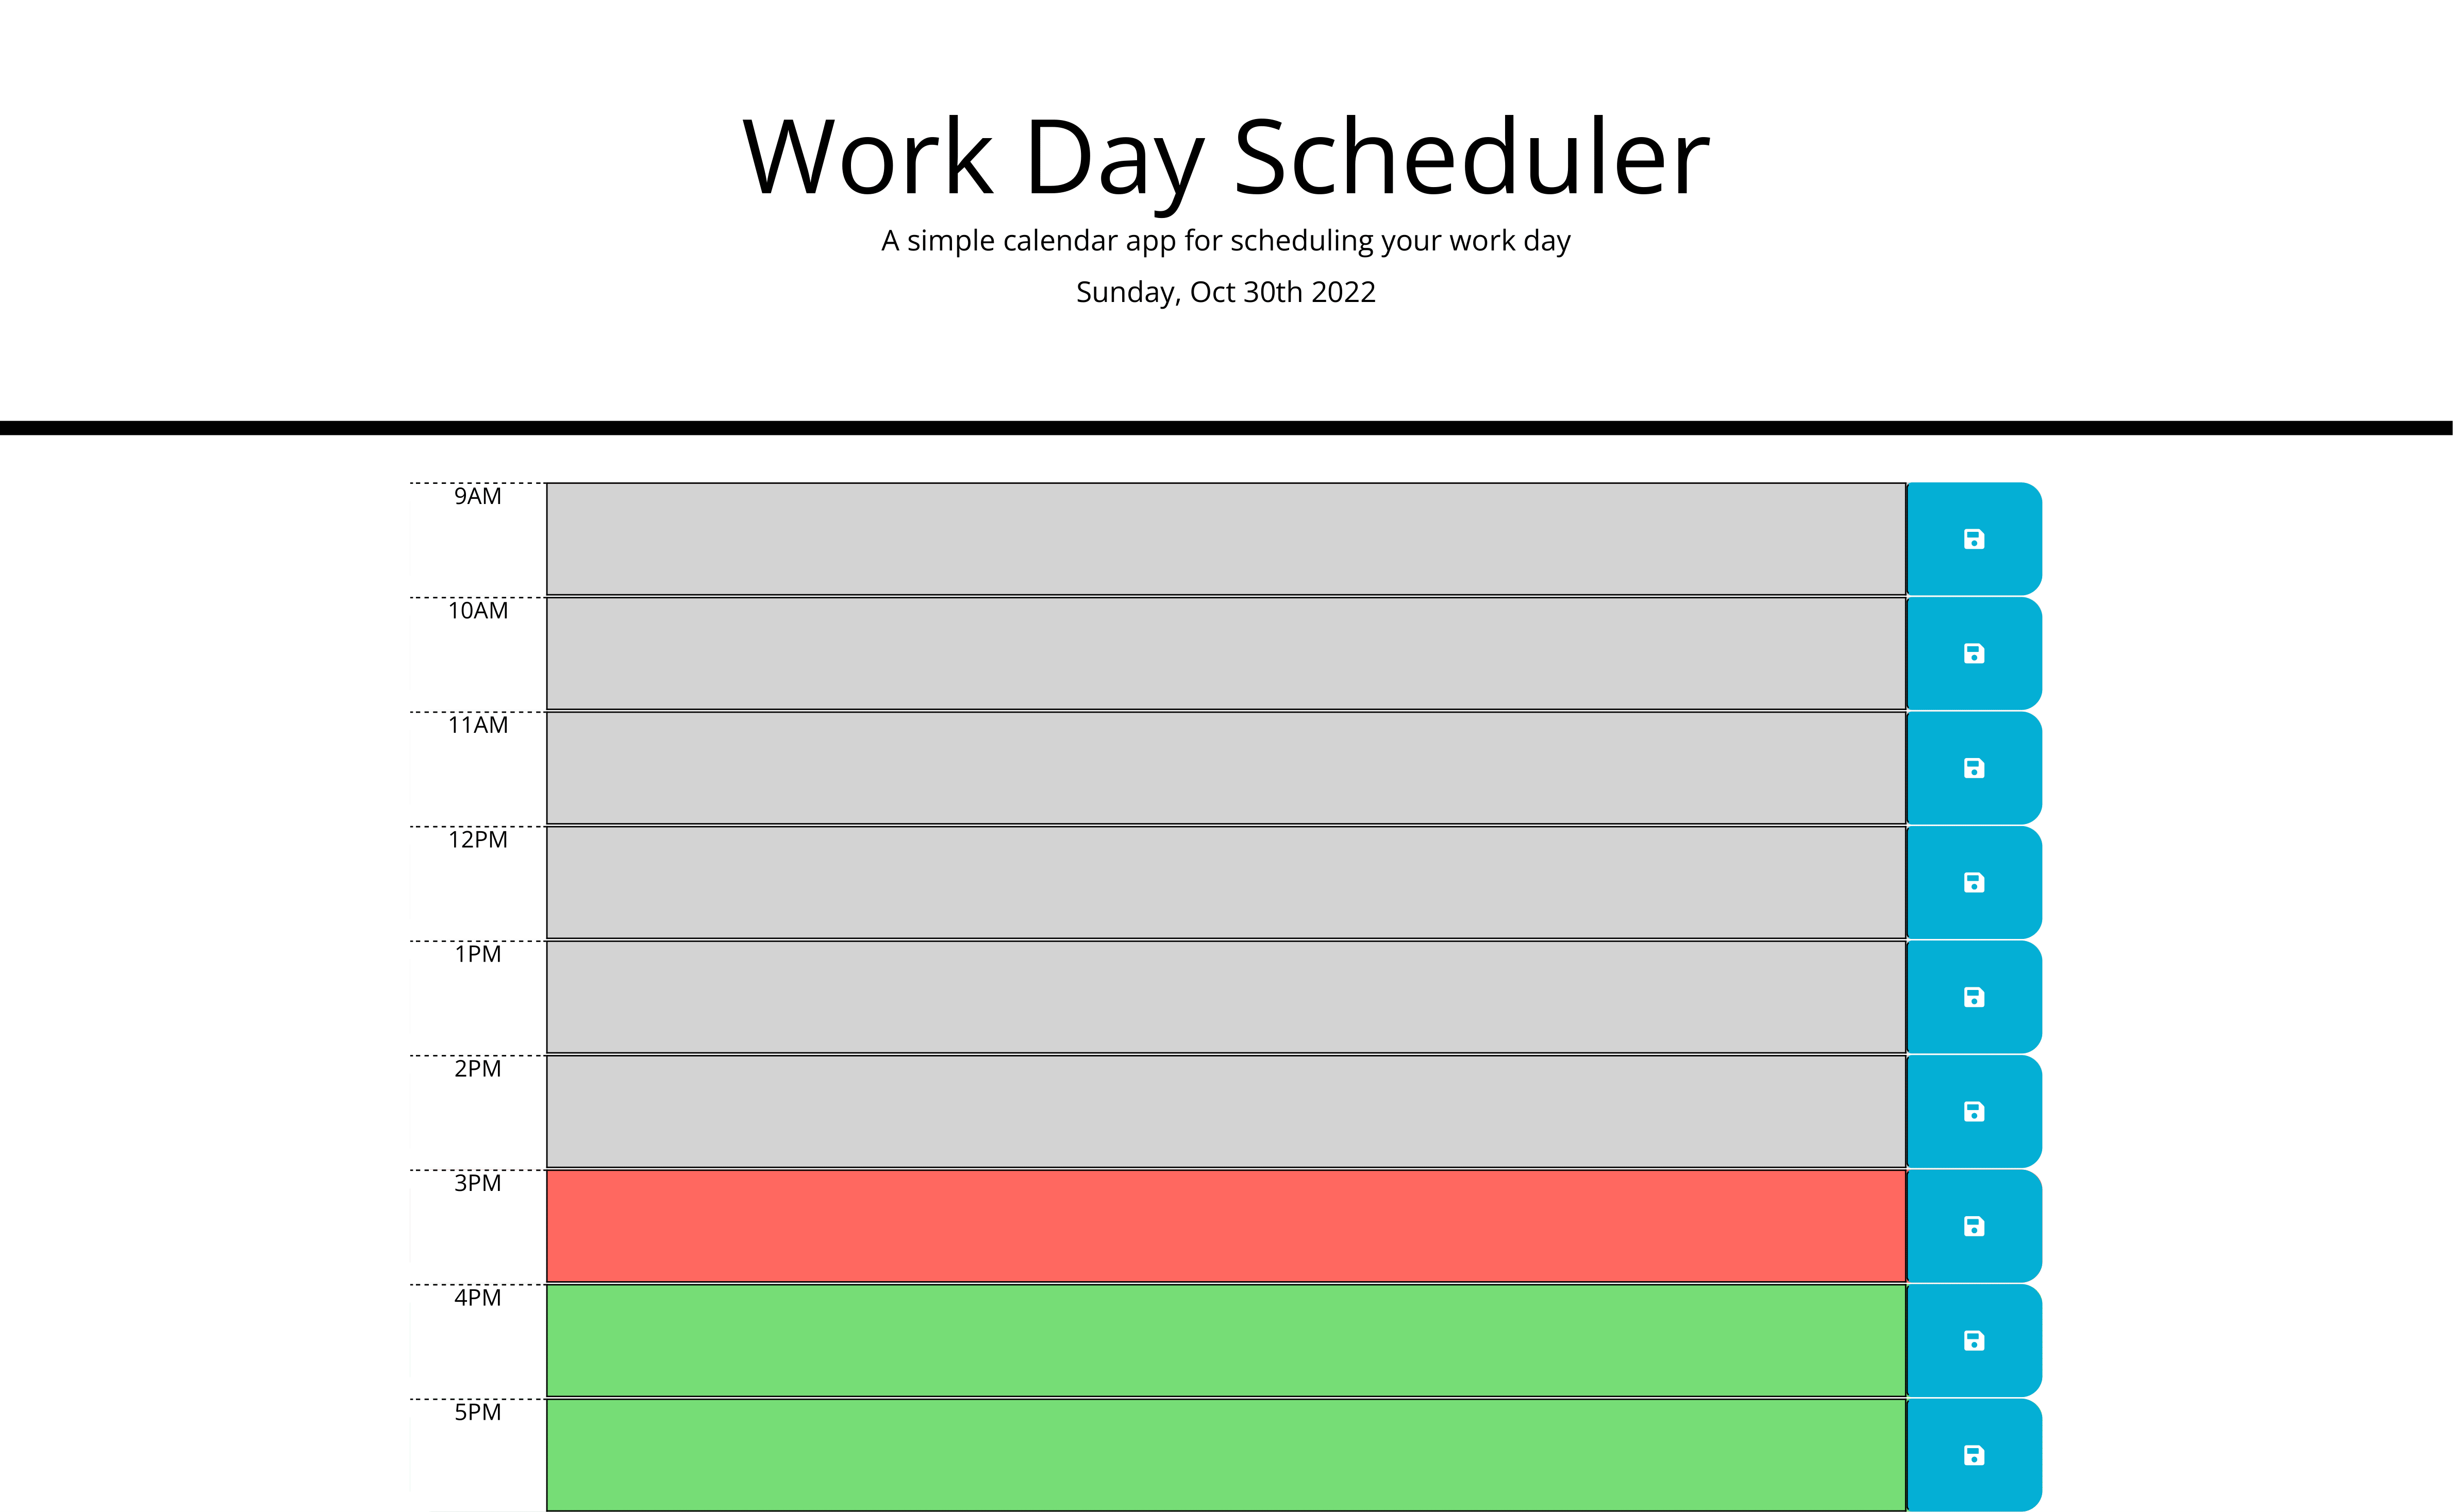 Work Day Scheduler
A simple calendar app for scheduling your work day
Sunday, Oct 30th 2022
9AM
10AM
11AM
12PM
1PM
2PM
3PM
4PM
5PM